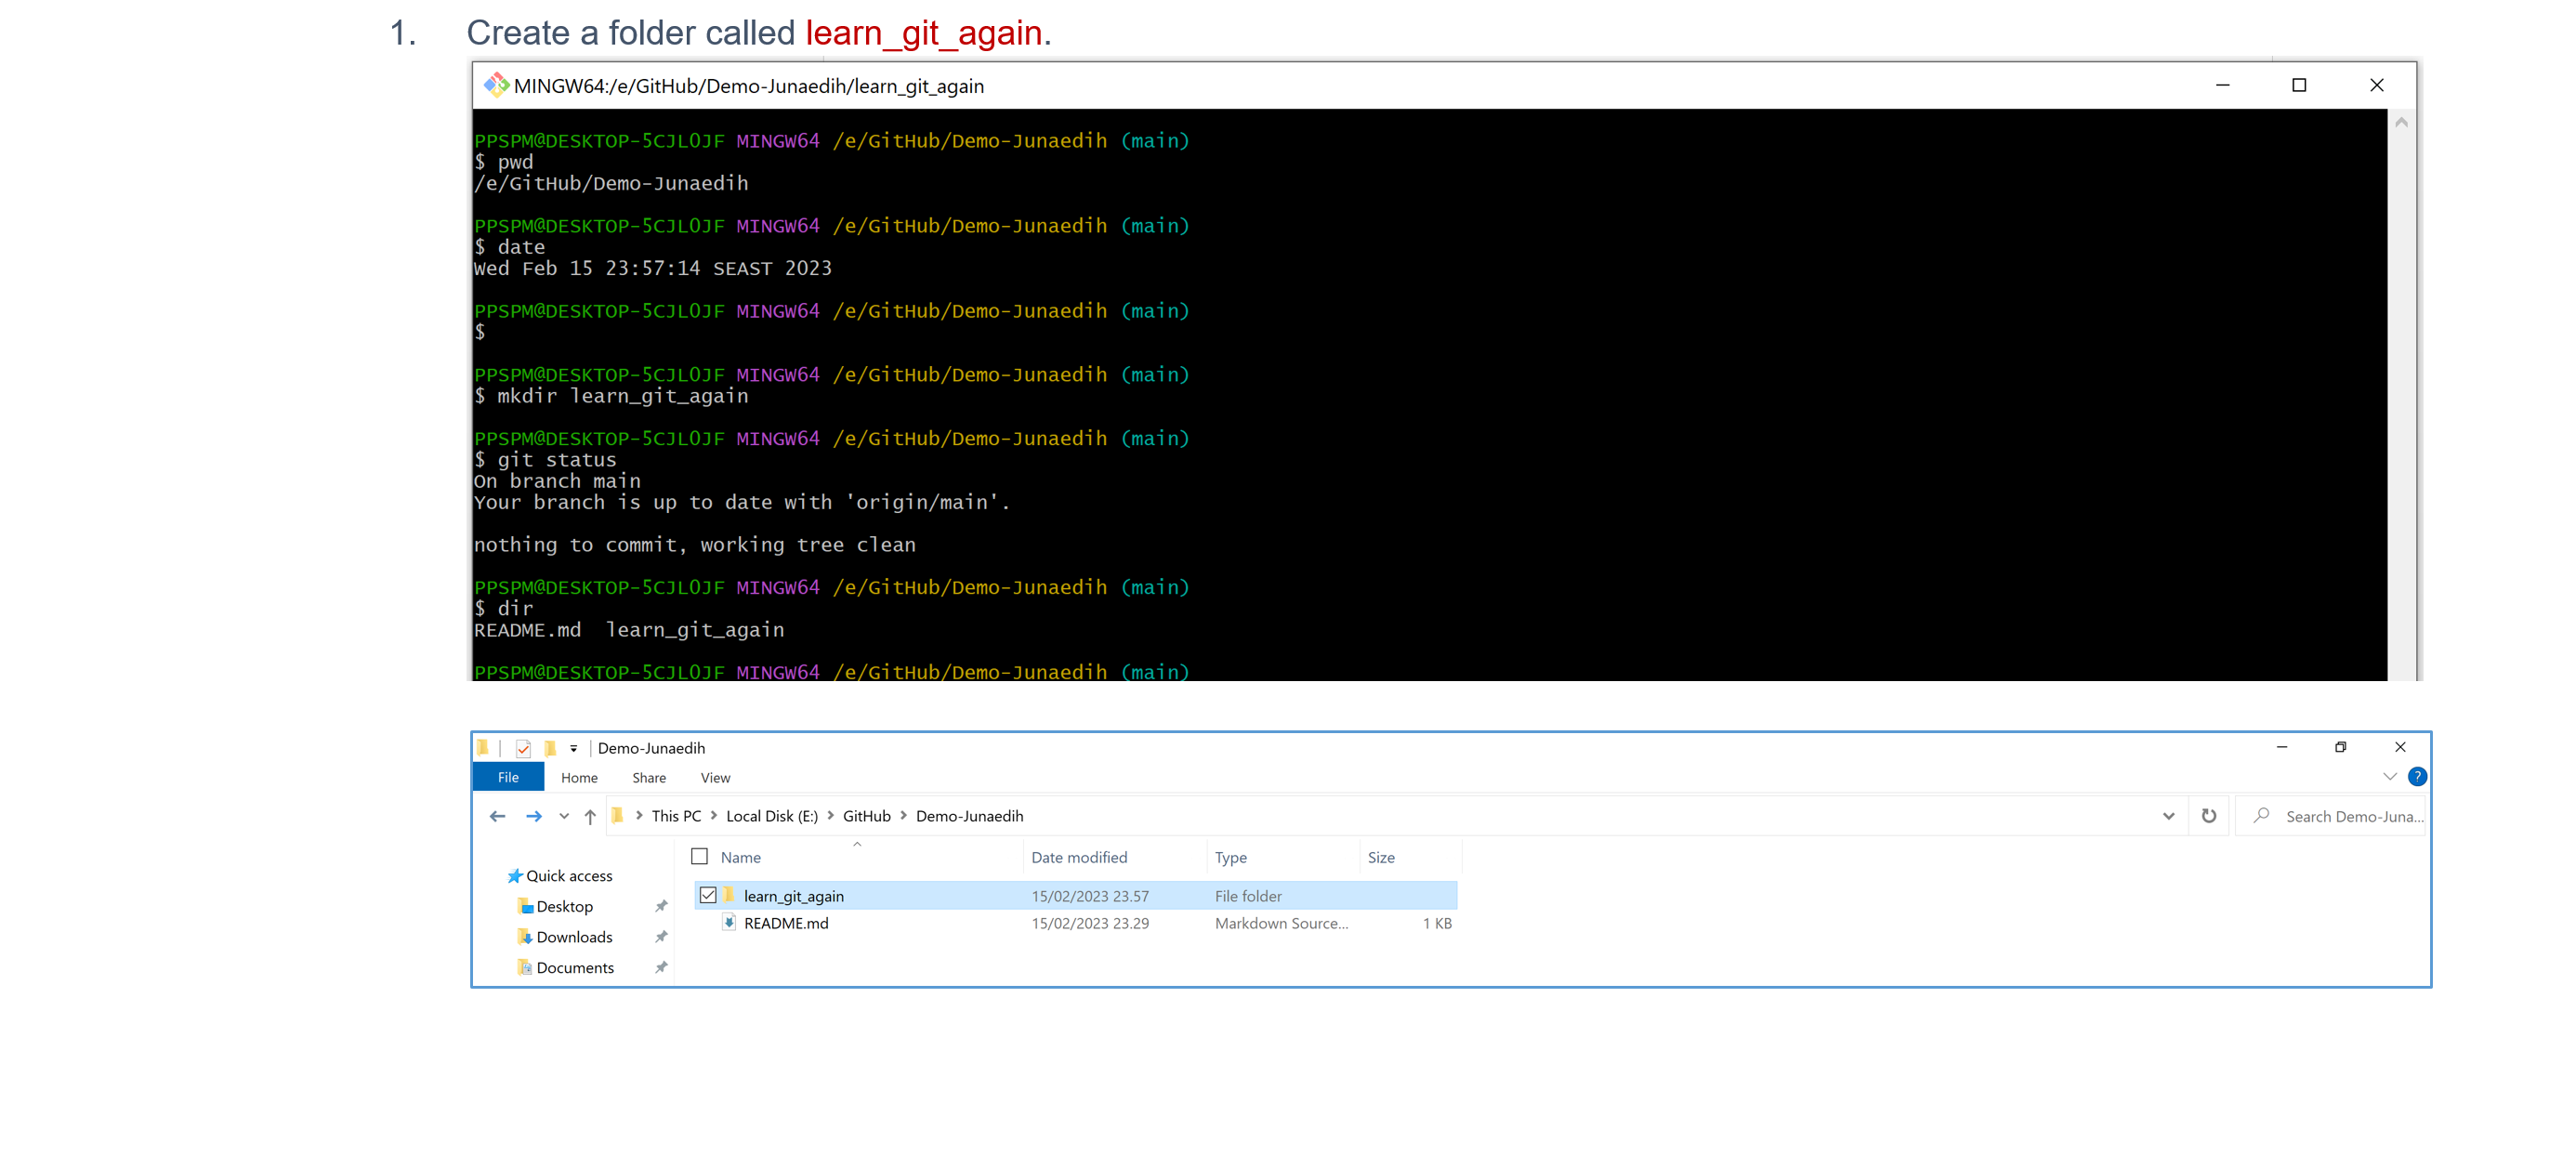 1. Create a folder called learn_git_again.
MINGW64:/e/GitHub/Demo-Junaedih/learn_git_again
PPSPM@DESKTOP-5CJL0JF MINGW64 /e/GitHub/Demo-Junaedih (main)
$ pwd
/e/GitHub/Demo-Junaedih
PPSPM@DESKTOP-5CJL0JF MINGW64 /e/GitHub/Demo-Junaedih (main)
$ date
Wed Feb 15 23:57:14 SEAST 2023
PPSPM@DESKTOP-5CJL0JF MINGW64 /e/GitHub/Demo-Junaedih (main)
$
PPSPM@DESKTOP-5CJL0JF MINGW64 /e/GitHub/Demo-Junaedih (main)
$ mkdir learn_git_again
PPSPM@DESKTOP-5CJL0JF MINGW64 /e/GitHub/Demo-Junaedih (main)
$ git status
On branch main
Your branch is up to date with 'origin/main'.
nothing to commit, working tree clean
PPSPM@DESKTOP-5CJL0JF MINGW64 /e/GitHub/Demo-Junaedih (main)
$ dir
README.md learn_git_again
PPSPM@DESKTOP-5CJL0JF MINGW64 /e/GitHub/Demo-Junaedih (main)
Demo-Junaedih
File Home Share View
This PC > Local Disk (E:) > GitHub > Demo-Junaedih
Search Demo-Juna...
Name Date modified Type Size
Quick access
learn_git_again 15/02/2023 23.57 File folder
Desktop
README.md 15/02/2023 23.29 Markdown Source... 1 KB
Downloads
Documents